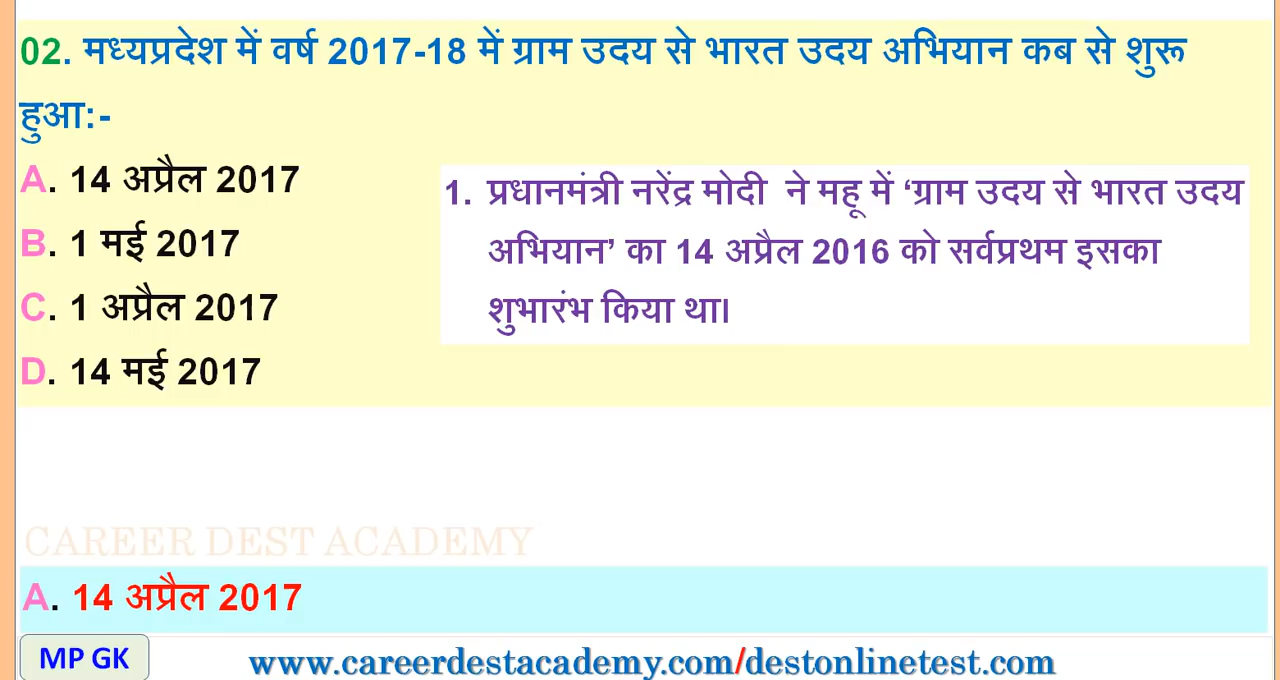 02. मध्यप्रदेश में वर्ष 2017-18 में ग्राम उदय से भारत उदय अभियान कब से शुरू
हुआ:-
A. 14 अप्रैल 2017
B. 1 मई 2017
C. 1 अप्रैल 2017
D. 14 मई 2017
1. प्रधानमंत्री नरेंद्र मोदी ने महू में ‘ग्राम उदय से भारत उदय
अभियान’ का 14 अप्रैल 2016 को सर्वप्रथम इसका
शुभारंभ किया था।
CAREER DEST ACADEMY
A. 14 अप्रैल 2017
MP GK
www.careerdestacademy.com/destonlinetest.com